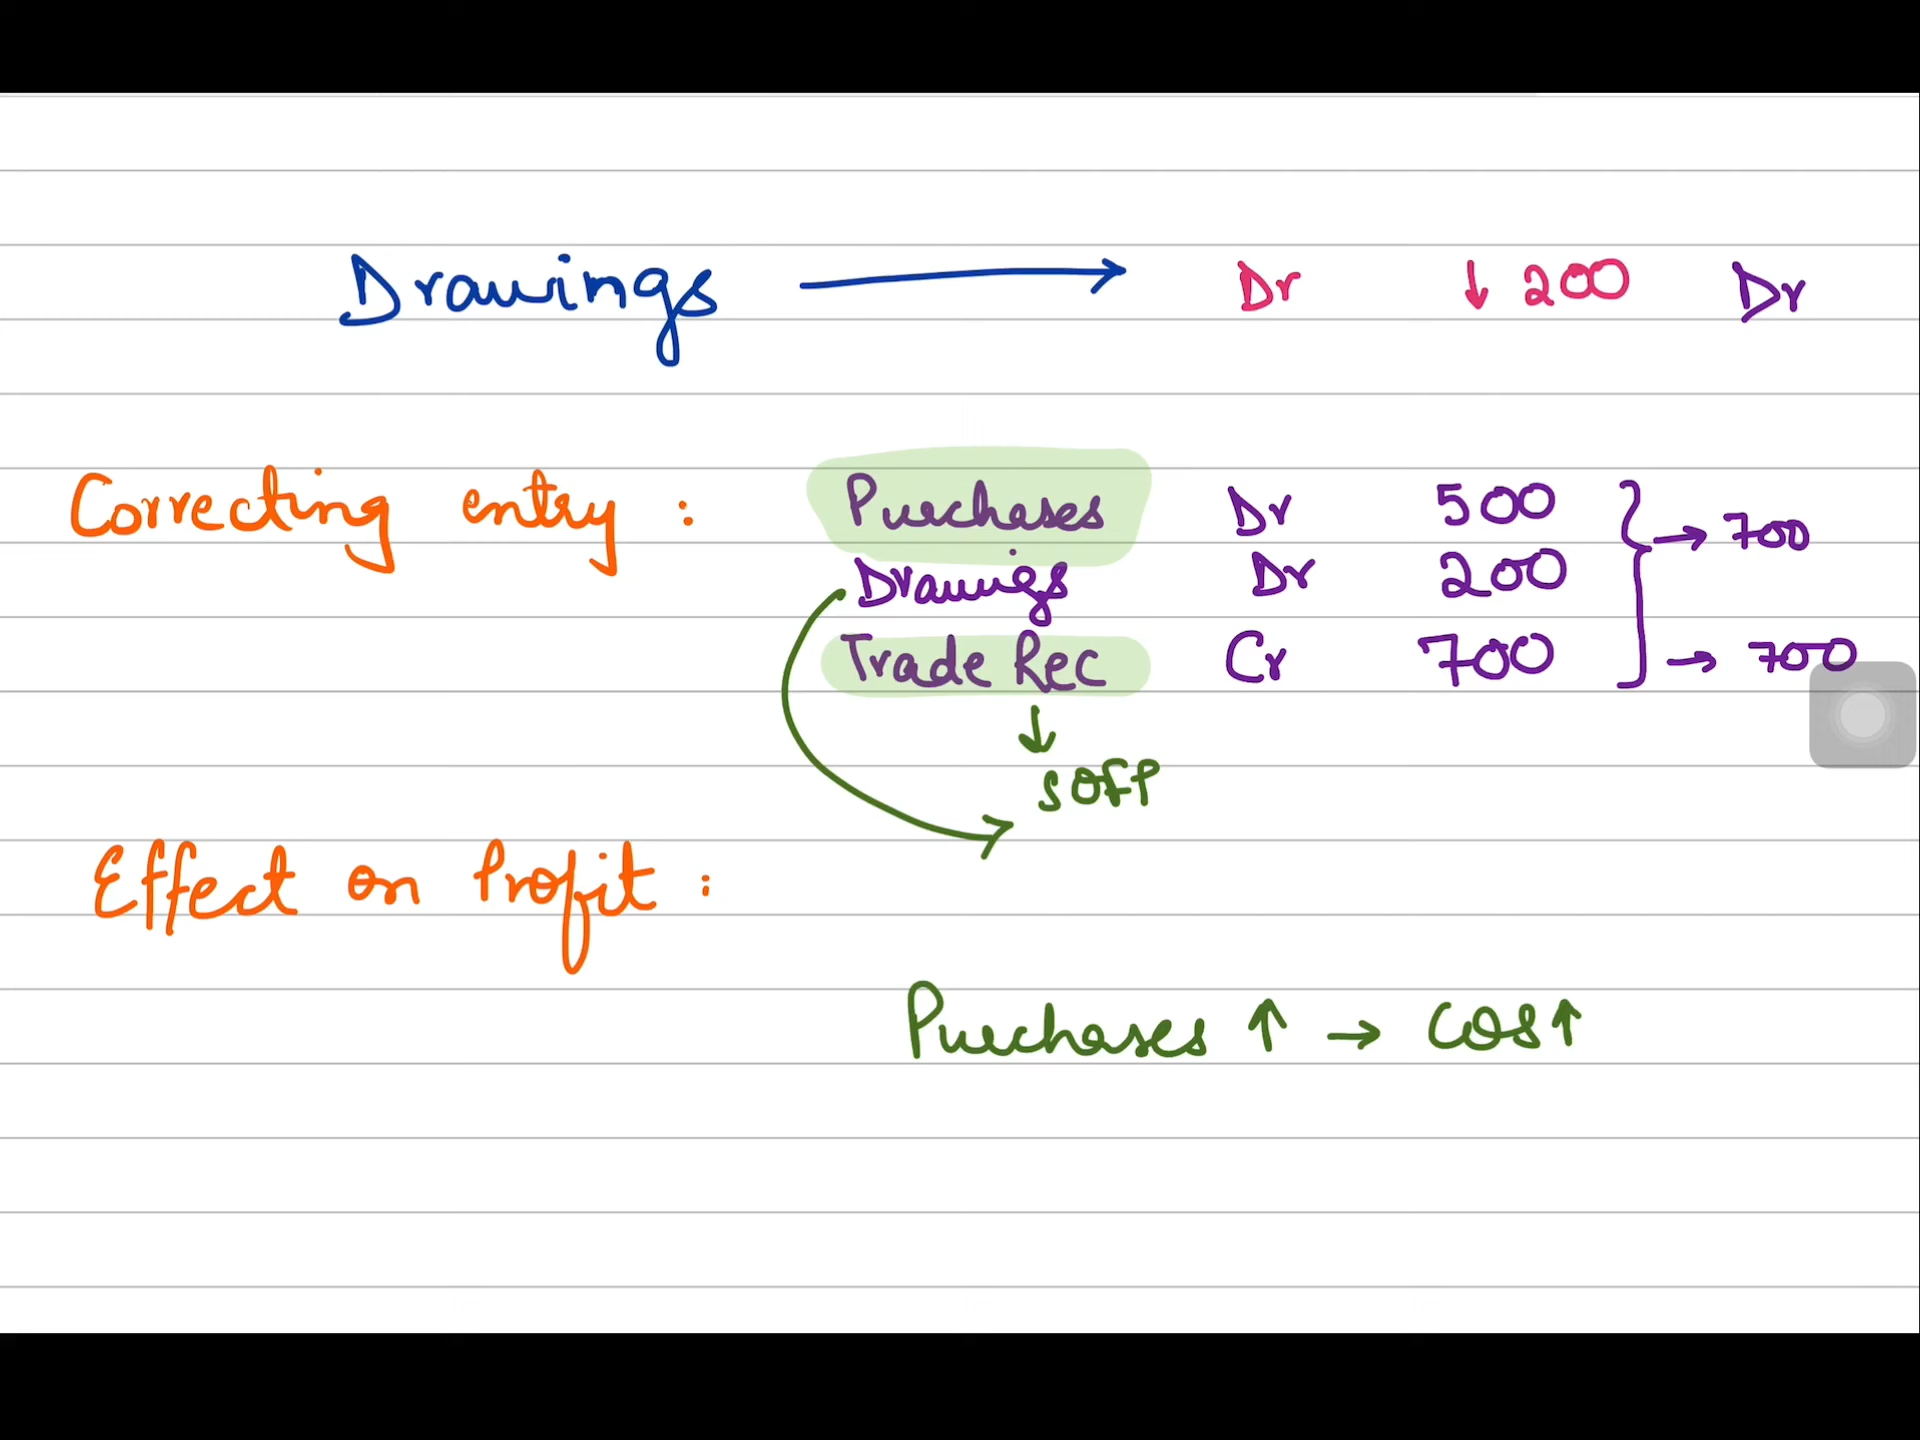 Drawings → Dr ↓ 200 Dr
Correcting entry : Purchases Dr 500 → 700
Drawings Dr 200
Trade Rec Cr 700 → 700
↓
SOFP
Effect on Profit :
Purchases ↑ → COS ↑